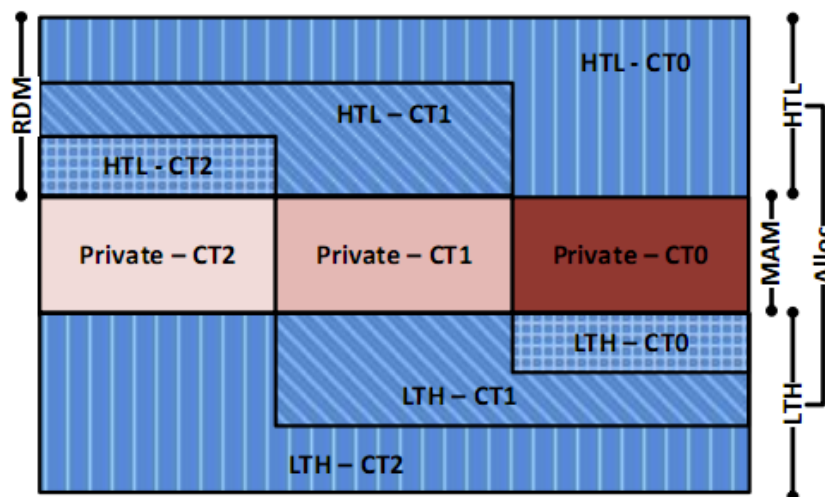 HTL - CT0
HTL – CT1
HTL - CT2
RDM
HTL
Private – CT2
Private – CT1
Private – CT0
MAM
Alloc
LTH – CT0
LTH – CT1
LTH – CT2
LTH